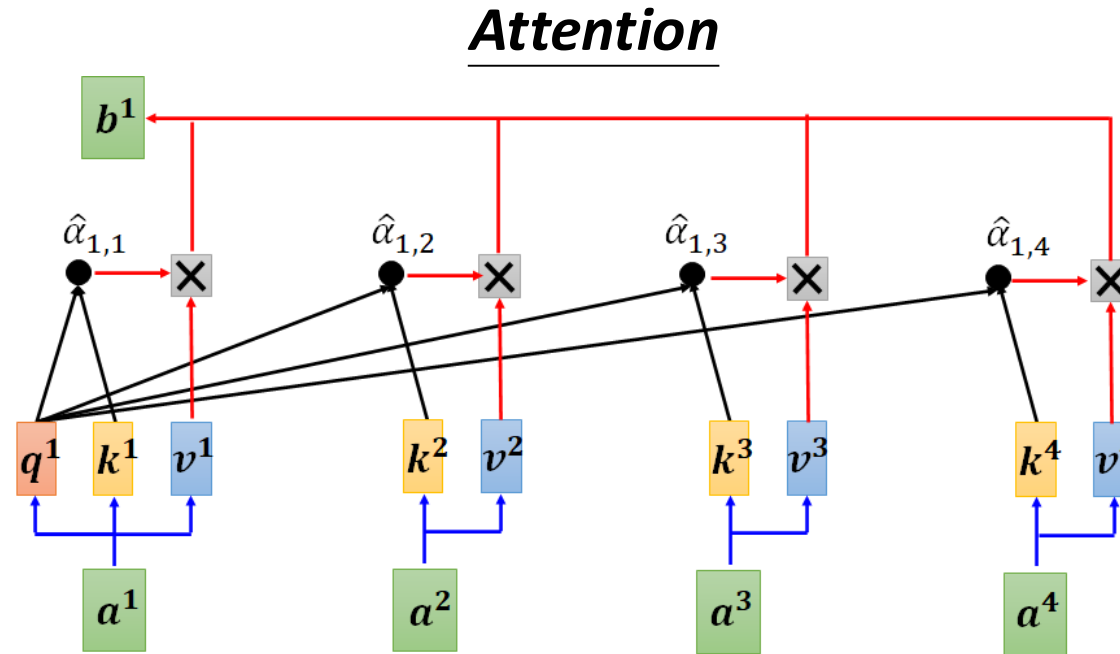 Attention
b¹
α̂₁,₁ α̂₁,₂ α̂₁,₃ α̂₁,₄
q¹ k¹ v¹ k² v² k³ v³ k⁴ v
a¹ a² a³ a⁴